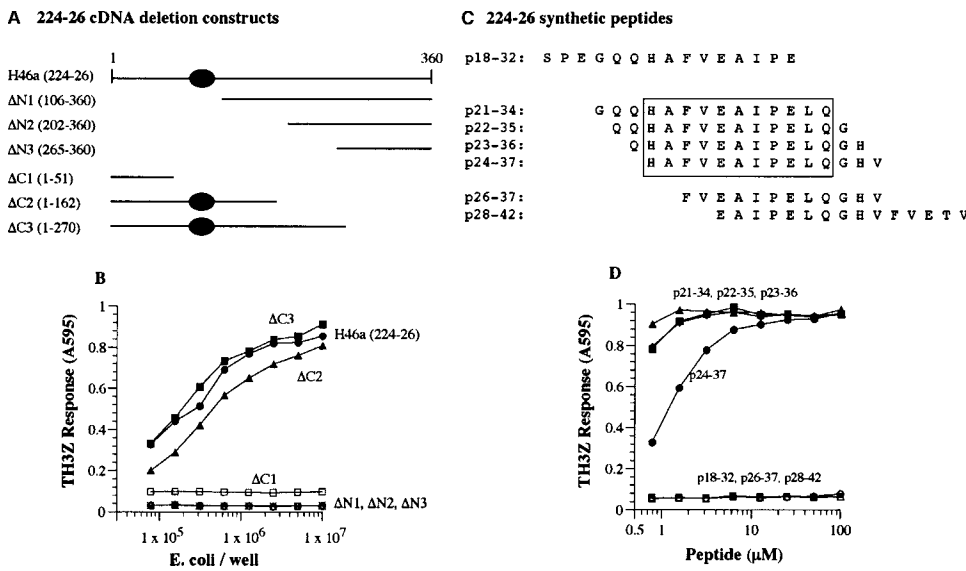 A 224-26 cDNA deletion constructs
1 360
H46a (224-26)
ΔN1 (106-360)
ΔN2 (202-360)
ΔN3 (265-360)
ΔC1 (1-51)
ΔC2 (1-162)
ΔC3 (1-270)
C 224-26 synthetic peptides
p18-32: S P E G Q Q H A F V E A I P E
p21-34: G Q Q H A F V E A I P E L Q
p22-35: Q Q H A F V E A I P E L Q G
p23-36: Q H A F V E A I P E L Q G H
p24-37: H A F V E A I P E L Q G H V
p26-37: F V E A I P E L Q G H V
p28-42: E A I P E L Q G H V F V E T V
B
TH3Z Response (A595)
1
0.8
0.6
0.4
0.2
0
ΔC3
H46a (224-26)
ΔC2
ΔC1
ΔN1, ΔN2, ΔN3
1 x 10⁵ 1 x 10⁶ 1 x 10⁷
E. coli / well
D
TH3Z Response (A595)
1
0.8
0.6
0.4
0.2
0
p21-34, p22-35, p23-36
p24-37
p18-32, p26-37, p28-42
0.5 1 10 100
Peptide (μM)